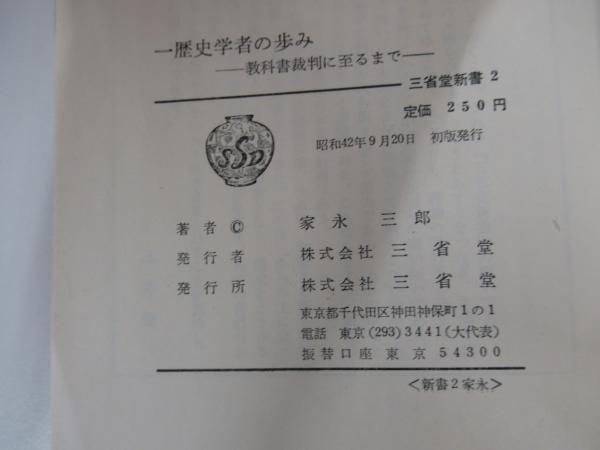 一歴史学者の歩み
――教科書裁判に至るまで――
三省堂新書 2
定価 250円
SSD
昭和42年9月20日 初版発行
著者 © 家永三郎
発行者 株式会社 三省堂
発行所 株式会社 三省堂
東京都千代田区神田神保町1の1
電話 東京(293)3441(大代表)
振替口座 東京 54300
<新書2家永>